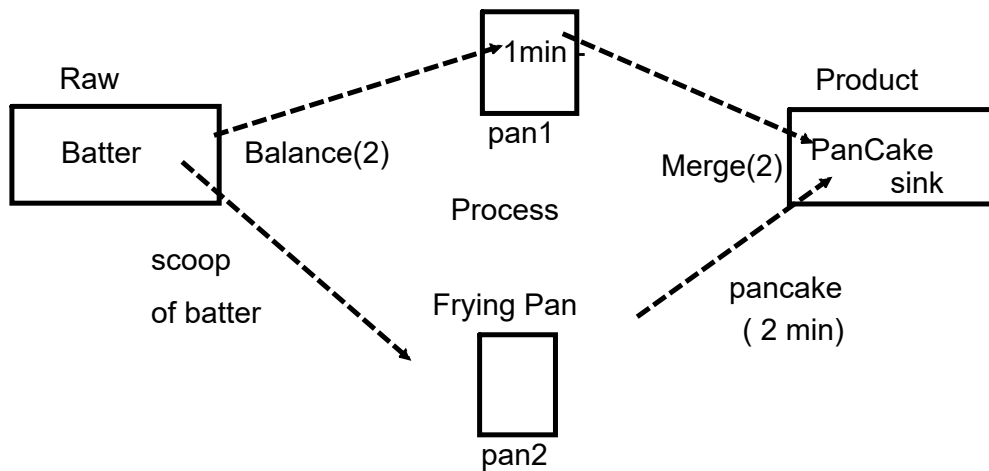 Raw
Batter
Balance(2)
scoop
of batter
1min
pan1
Process
Frying Pan
pan2
Product
Merge(2)
PanCake
sink
pancake
( 2 min)